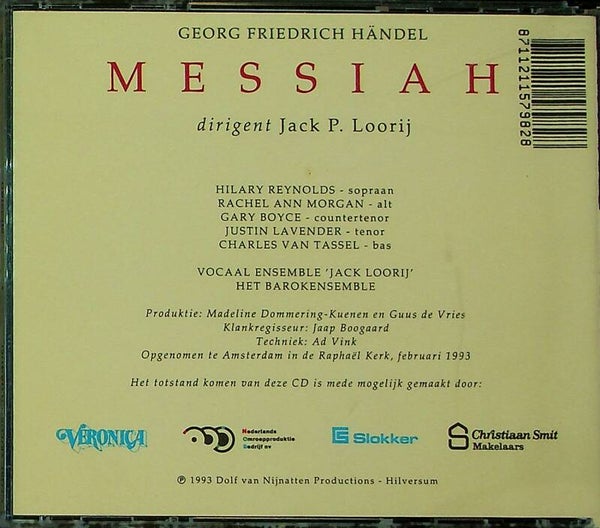 GEORG FRIEDRICH HÄNDEL
MESSIAH
dirigent Jack P. Loorij
8711211579828
HILARY REYNOLDS - sopraan
RACHEL ANN MORGAN - alt
GARY BOYCE - countertenor
JUSTIN LAVENDER - tenor
CHARLES VAN TASSEL - bas
VOCAAL ENSEMBLE 'JACK LOORIJ'
HET BAROKENSEMBLE
Produktie: Madeline Dommering-Kuenen en Guus de Vries
Klankregisseur: Jaap Boogaard
Techniek: Ad Vink
Opgenomen te Amsterdam in de Raphaël Kerk, februari 1993
Het totstand komen van deze CD is mede mogelijk gemaakt door:
VERONICA
Nederlands
Omroepproduktie
Bedrijf nv
Slokker
Christiaan Smit
Makelaars
℗ 1993 Dolf van Nijnatten Productions - Hilversum